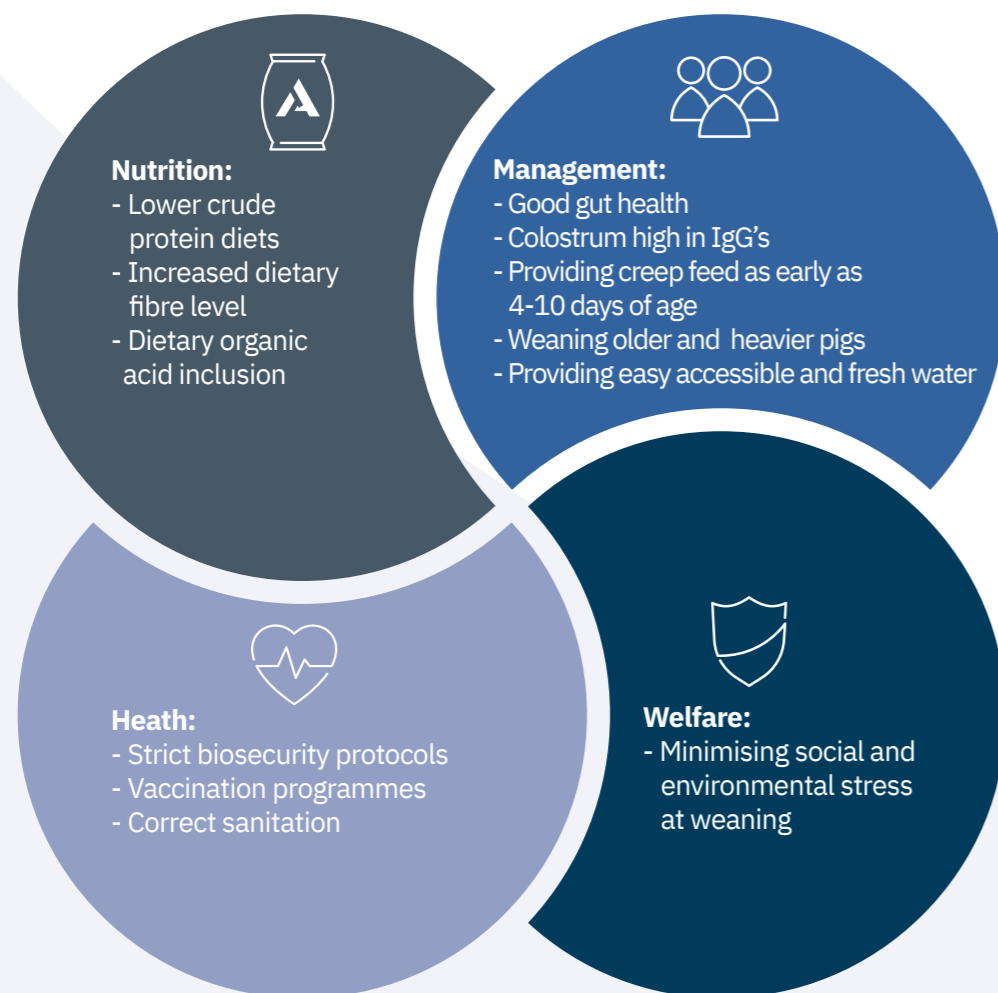 Nutrition:
- Lower crude
protein diets
- Increased dietary
fibre level
- Dietary organic
acid inclusion
Management:
- Good gut health
- Colostrum high in IgG's
- Providing creep feed as early as
4-10 days of age
- Weaning older and heavier pigs
- Providing easy accessible and fresh water
Heath:
- Strict biosecurity protocols
- Vaccination programmes
- Correct sanitation
Welfare:
- Minimising social and
environmental stress
at weaning